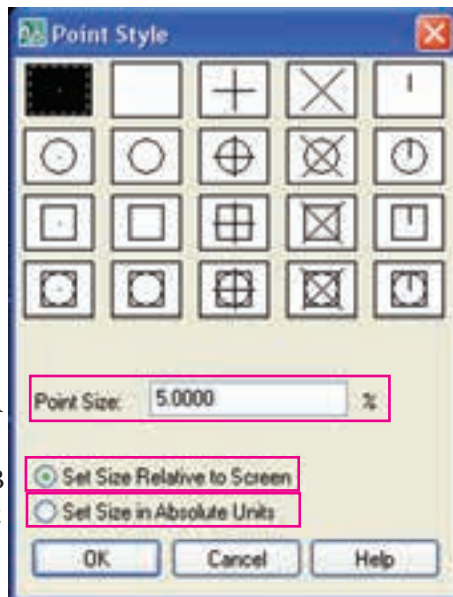 Point Style
Point Size: 5.0000 %
Set Size Relative to Screen
Set Size in Absolute Units
OK Cancel Help